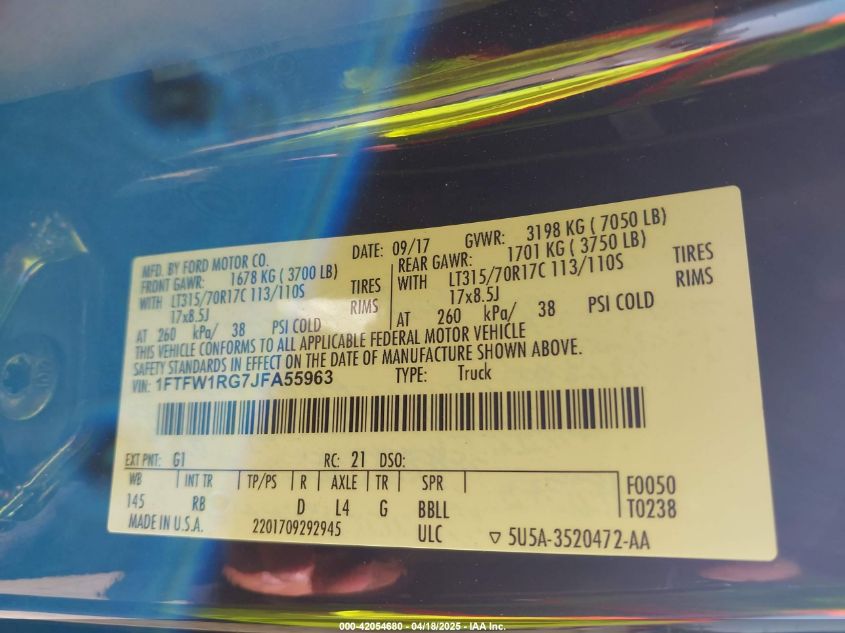 MFD. BY FORD MOTOR CO.
DATE: 09/17
GVWR: 3198 KG ( 7050 LB)
FRONT GAWR: 1678 KG ( 3700 LB)
REAR GAWR: 1701 KG ( 3750 LB)
WITH LT315/70R17C 113/110S TIRES
WITH LT315/70R17C 113/110S TIRES
17x8.5J RIMS
17x8.5J RIMS
AT 260 kPa/ 38 PSI COLD
AT 260 kPa/ 38 PSI COLD
THIS VEHICLE CONFORMS TO ALL APPLICABLE FEDERAL MOTOR VEHICLE
SAFETY STANDARDS IN EFFECT ON THE DATE OF MANUFACTURE SHOWN ABOVE.
VIN: 1FTFW1RG7JFA55963
TYPE: Truck
EXT PNT: G1 RC: 21 DSO:
WB INT TR TP/PS R AXLE TR SPR
F0050
145 RB D L4 G BBLL
T0238
MADE IN U.S.A. 2201709292945 ULC ▽ 5U5A-3520472-AA
000-42054680 - 04/18/2025 - IAA Inc.